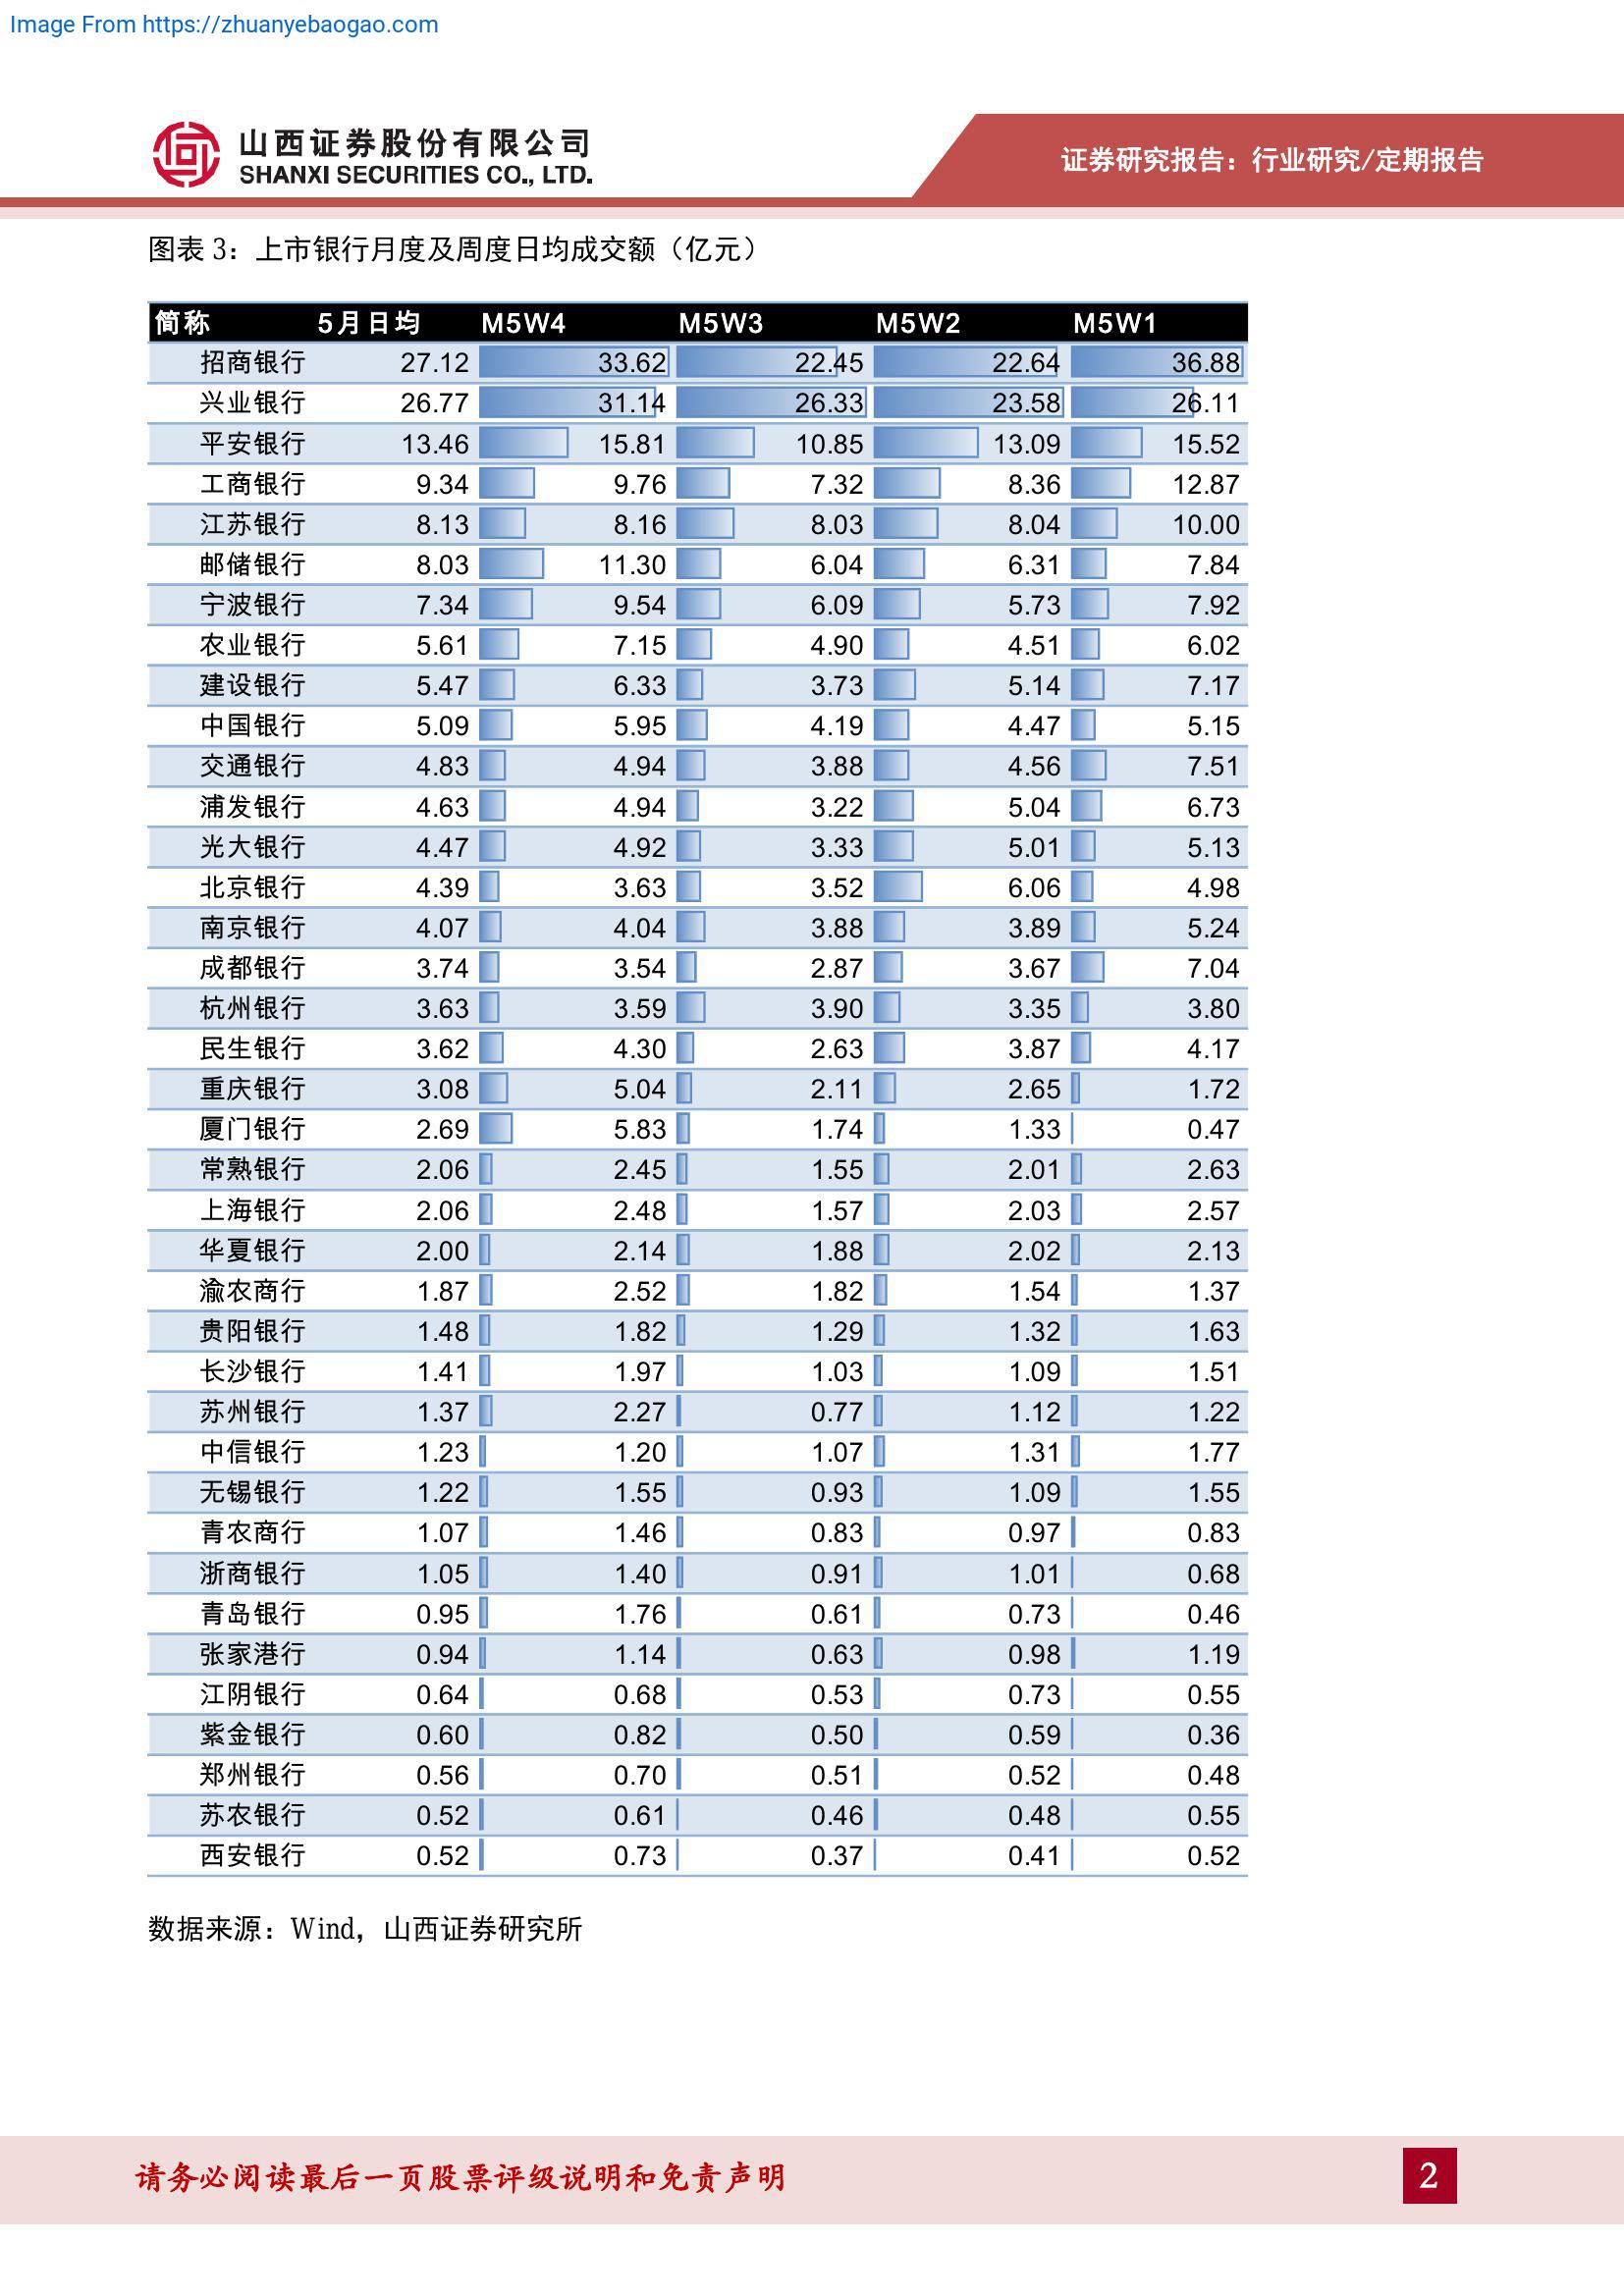 Image From https://zhuanyebaogao.com
山西证券股份有限公司
SHANXI SECURITIES CO., LTD.
证券研究报告：行业研究/定期报告
图表 3：上市银行月度及周度日均成交额（亿元）
简称 5月日均 M5W4 M5W3 M5W2 M5W1
招商银行 27.12 33.62 22.45 22.64 36.88
兴业银行 26.77 31.14 26.33 23.58 26.11
平安银行 13.46 15.81 10.85 13.09 15.52
工商银行 9.34 9.76 7.32 8.36 12.87
江苏银行 8.13 8.16 8.03 8.04 10.00
邮储银行 8.03 11.30 6.04 6.31 7.84
宁波银行 7.34 9.54 6.09 5.73 7.92
农业银行 5.61 7.15 4.90 4.51 6.02
建设银行 5.47 6.33 3.73 5.14 7.17
中国银行 5.09 5.95 4.19 4.47 5.15
交通银行 4.83 4.94 3.88 4.56 7.51
浦发银行 4.63 4.94 3.22 5.04 6.73
光大银行 4.47 4.92 3.33 5.01 5.13
北京银行 4.39 3.63 3.52 6.06 4.98
南京银行 4.07 4.04 3.88 3.89 5.24
成都银行 3.74 3.54 2.87 3.67 7.04
杭州银行 3.63 3.59 3.90 3.35 3.80
民生银行 3.62 4.30 2.63 3.87 4.17
重庆银行 3.08 5.04 2.11 2.65 1.72
厦门银行 2.69 5.83 1.74 1.33 0.47
常熟银行 2.06 2.45 1.55 2.01 2.63
上海银行 2.06 2.48 1.57 2.03 2.57
华夏银行 2.00 2.14 1.88 2.02 2.13
渝农商行 1.87 2.52 1.82 1.54 1.37
贵阳银行 1.48 1.82 1.29 1.32 1.63
长沙银行 1.41 1.97 1.03 1.09 1.51
苏州银行 1.37 2.27 0.77 1.12 1.22
中信银行 1.23 1.20 1.07 1.31 1.77
无锡银行 1.22 1.55 0.93 1.09 1.55
青农商行 1.07 1.46 0.83 0.97 0.83
浙商银行 1.05 1.40 0.91 1.01 0.68
青岛银行 0.95 1.76 0.61 0.73 0.46
张家港行 0.94 1.14 0.63 0.98 1.19
江阴银行 0.64 0.68 0.53 0.73 0.55
紫金银行 0.60 0.82 0.50 0.59 0.36
郑州银行 0.56 0.70 0.51 0.52 0.48
苏农银行 0.52 0.61 0.46 0.48 0.55
西安银行 0.52 0.73 0.37 0.41 0.52
数据来源：Wind，山西证券研究所
请务必阅读最后一页股票评级说明和免责声明
2